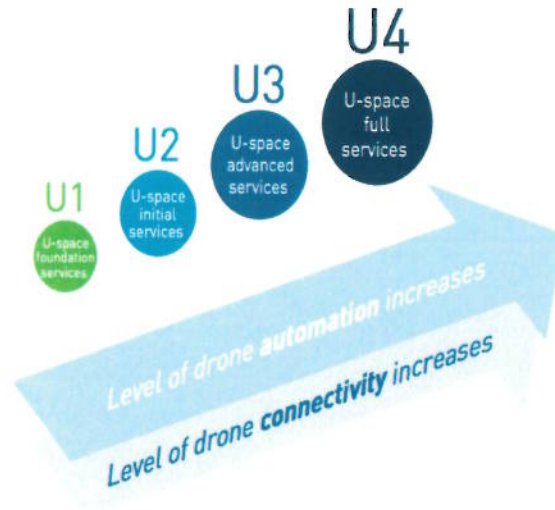 U1
U-space
foundation
services
U2
U-space
initial
services
U3
U-space
advanced
services
U4
U-space
full
services
Level of drone automation increases
Level of drone connectivity increases